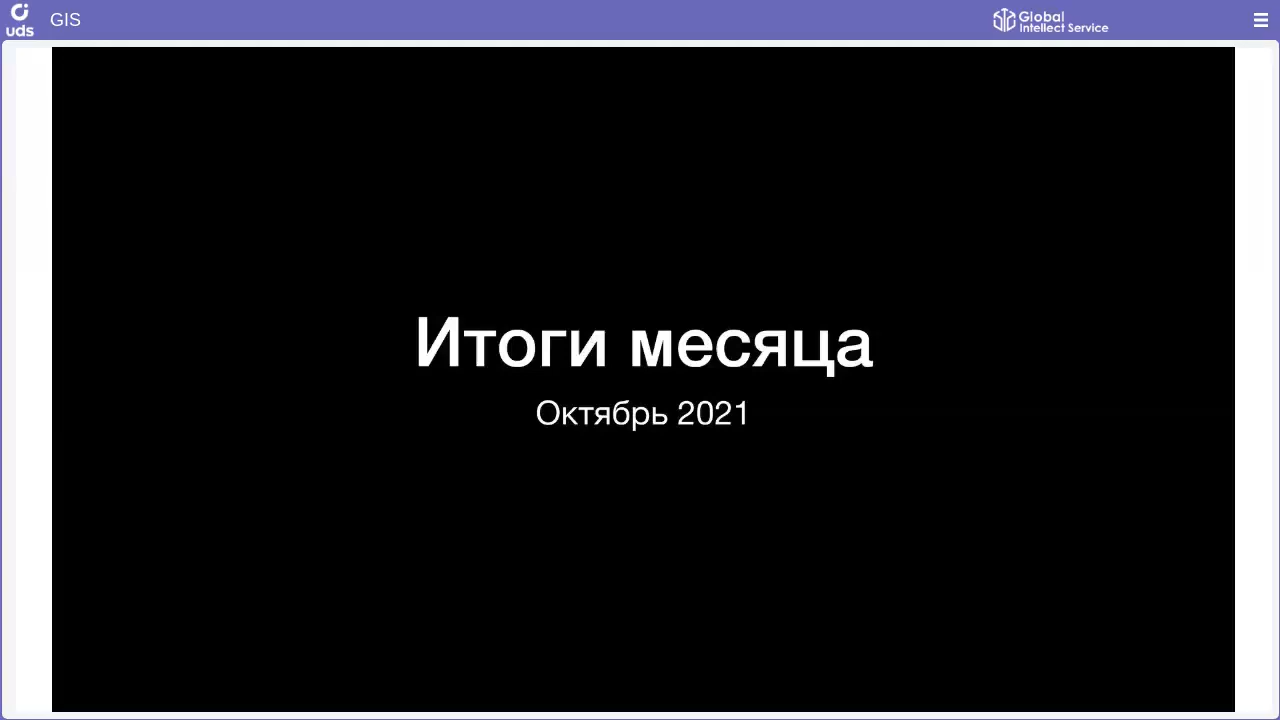 uds
GIS
Global
Intellect Service
Итоги месяца
Октябрь 2021